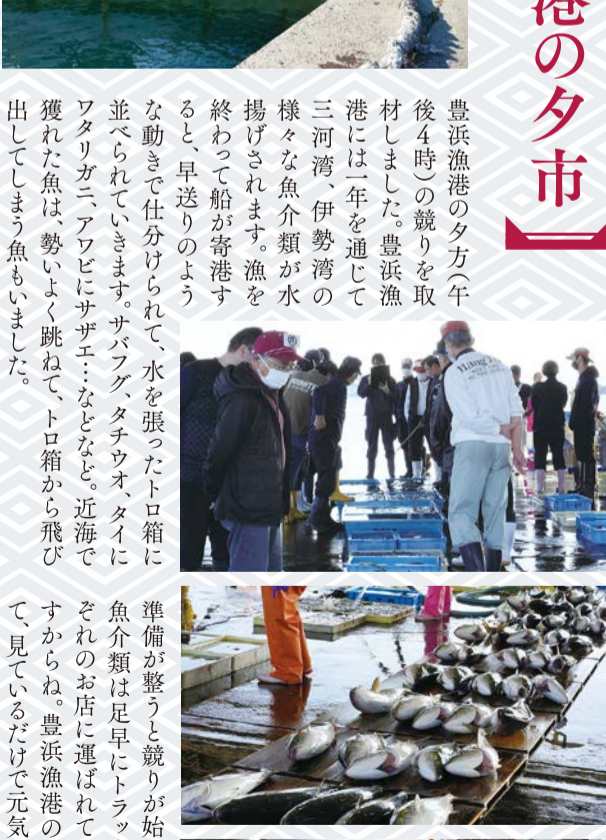 港の夕市
豊浜漁港の夕方(午
後4時)の競りを取
材しました。豊浜漁
港には一年を通じて
三河湾、伊勢湾の
様々な魚介類が水
揚げされます。漁を
終わって船が寄港す
ると、早送りのよう
な動きで仕分けられて、水を張ったトロ箱に
並べられていきます。サバフグ、タチウオ、タイに
ワタリガニ、アワビにサザエ…などなど。近海で
獲れた魚は、勢いよく跳ねて、トロ箱から飛び
出してしまう魚もいました。
準備が整うと競りが始
魚介類は足早にトラッ
ぞれのお店に運ばれて
すからね。豊浜漁港の
て、見ているだけで元気